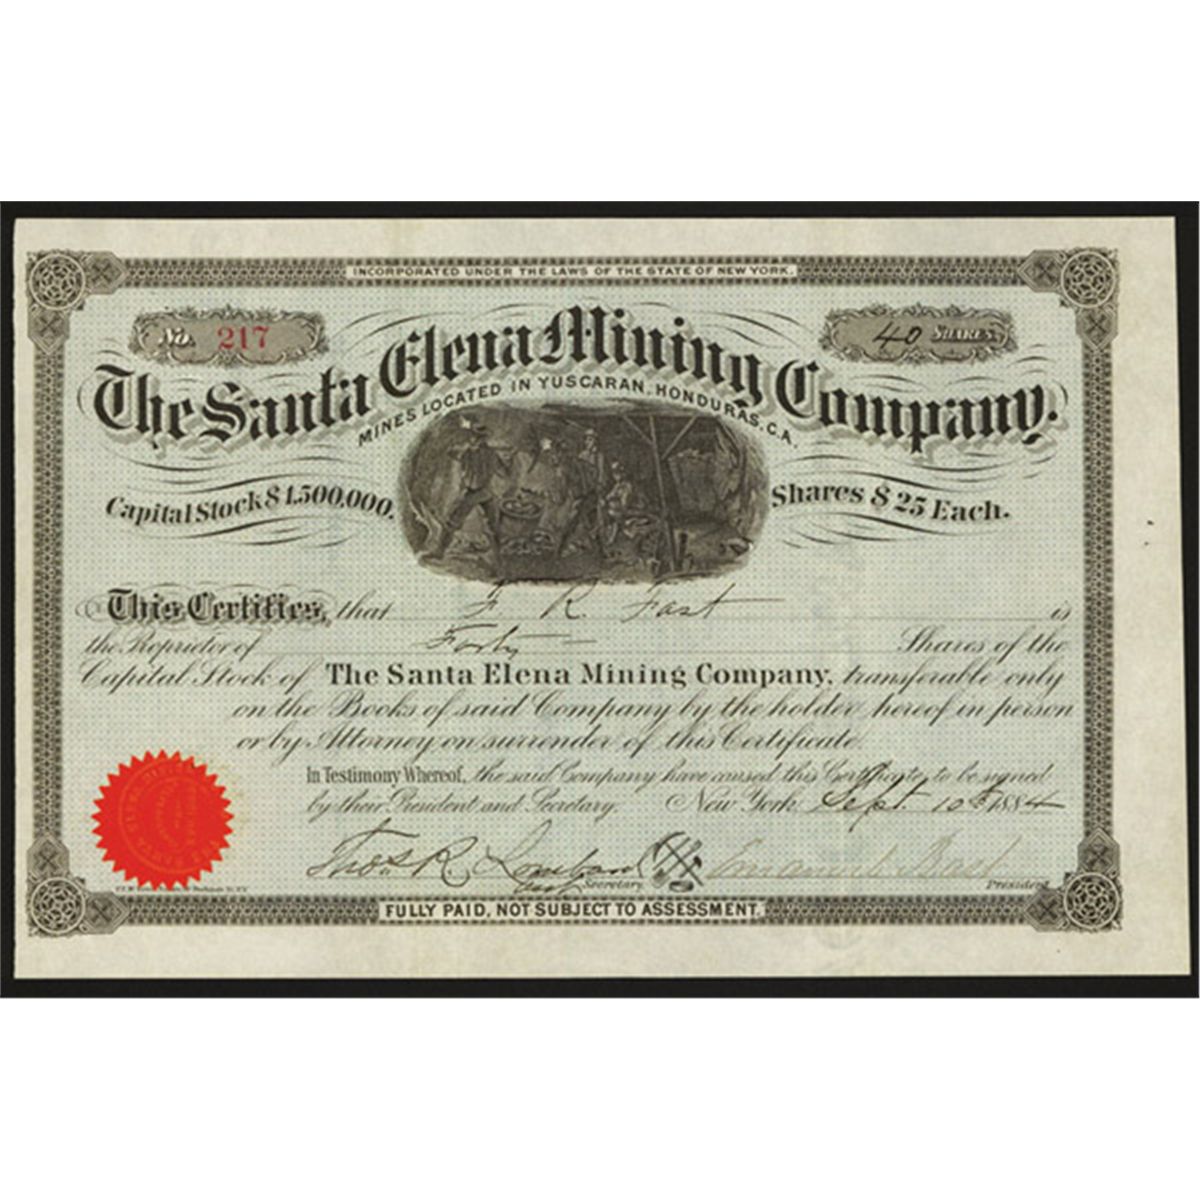 INCORPORATED UNDER THE LAWS OF THE STATE OF NEW YORK.
No. 217
40 SHARES
The Santa Elena Mining Company.
MINES LOCATED IN YUSCARAN, HONDURAS, C.A.
Capital Stock $1,500,000.
Shares $25 Each.
This Certifies, that F R. Fast is
the Proprietor of Forty Shares of the
Capital Stock of The Santa Elena Mining Company, transferable only
on the Books of said Company by the holder hereof in person
or by Attorney on surrender of this Certificate
In Testimony Whereof, the said Company have caused this Certificate to be signed
by their President and Secretary. New York Sept 10th 1884
Thos. R. Lombard
Secretary.
President
FULLY PAID, NOT SUBJECT TO ASSESSMENT.